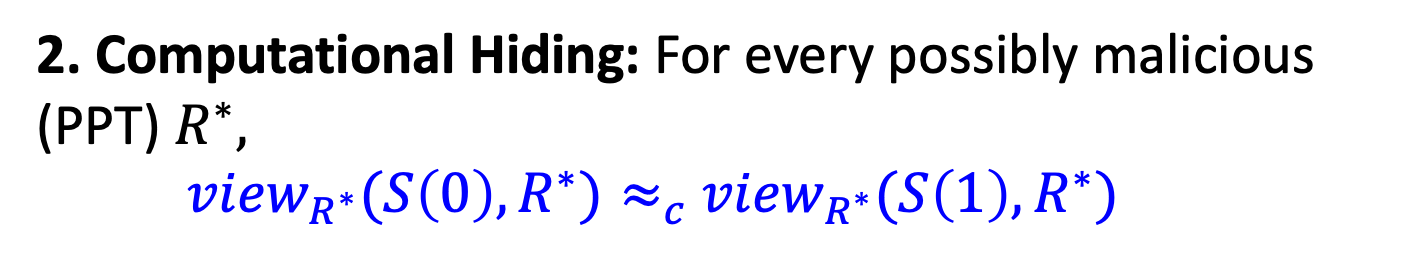 2. Computational Hiding: For every possibly malicious
(PPT) R*,
view_{R*}(S(0), R*) ≈_c view_{R*}(S(1), R*)